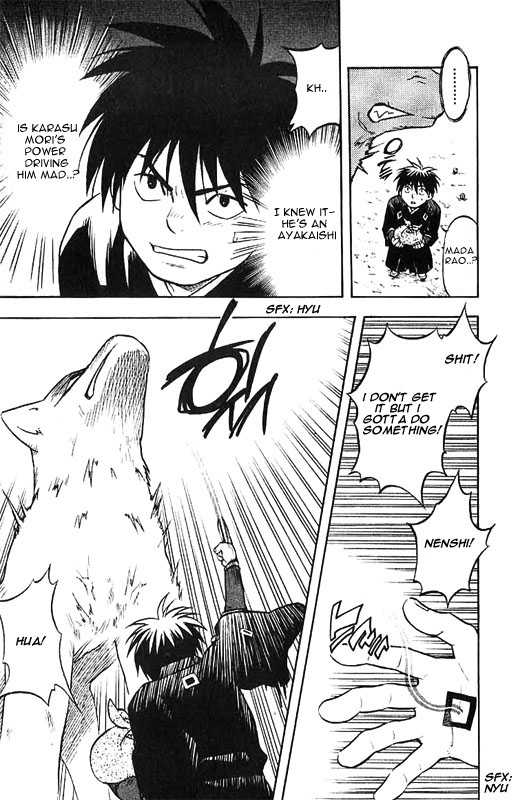 .........
MADA
RAO..?
KH..
I KNEW IT-
HE'S AN
AYAKAISHI
IS KARASU
MORI'S
POWER
DRIVING
HIM MAD..?
SHIT!
I DON'T GET
IT BUT I
GOTTA DO
SOMETHING!
NENSHI!
SFX:
NYU
SFX: HYU
HUA!